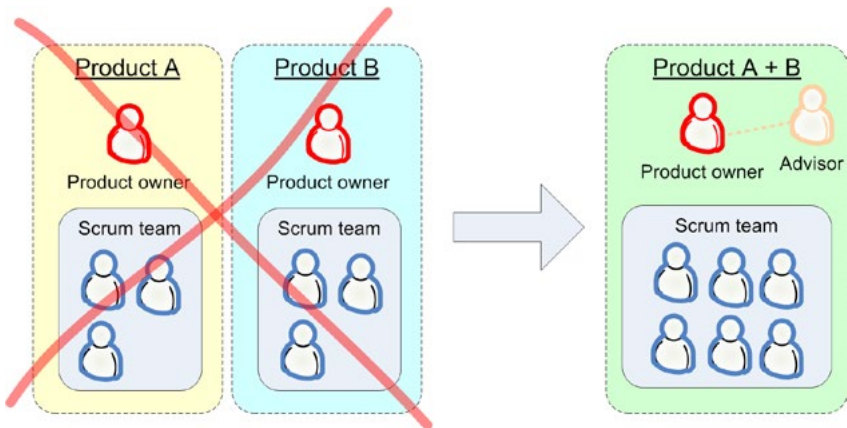 Product A
Product owner
Scrum team
Product B
Product owner
Scrum team
Product A + B
Product owner
Advisor
Scrum team